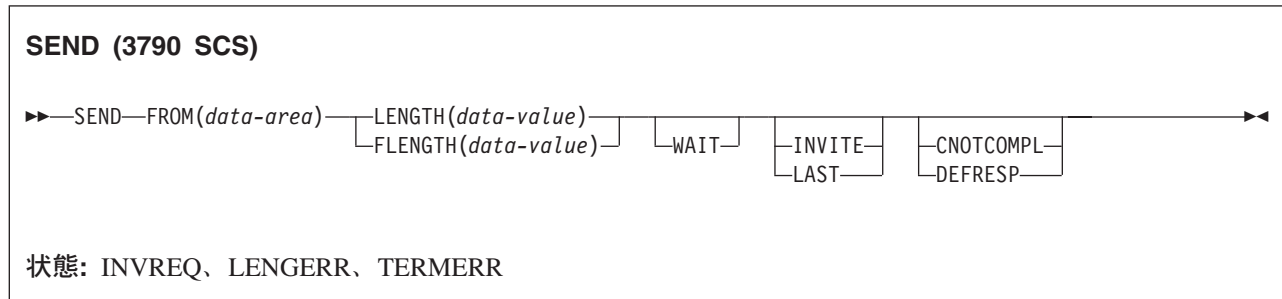 SEND (3790 SCS)
►►─SEND─FROM(data-area)─LENGTH(data-value)
FLENGTH(data-value) WAIT INVITE CNOTCOMPL ►◄
LAST DEFRESP
状態: INVREQ、LENGERR、TERMERR